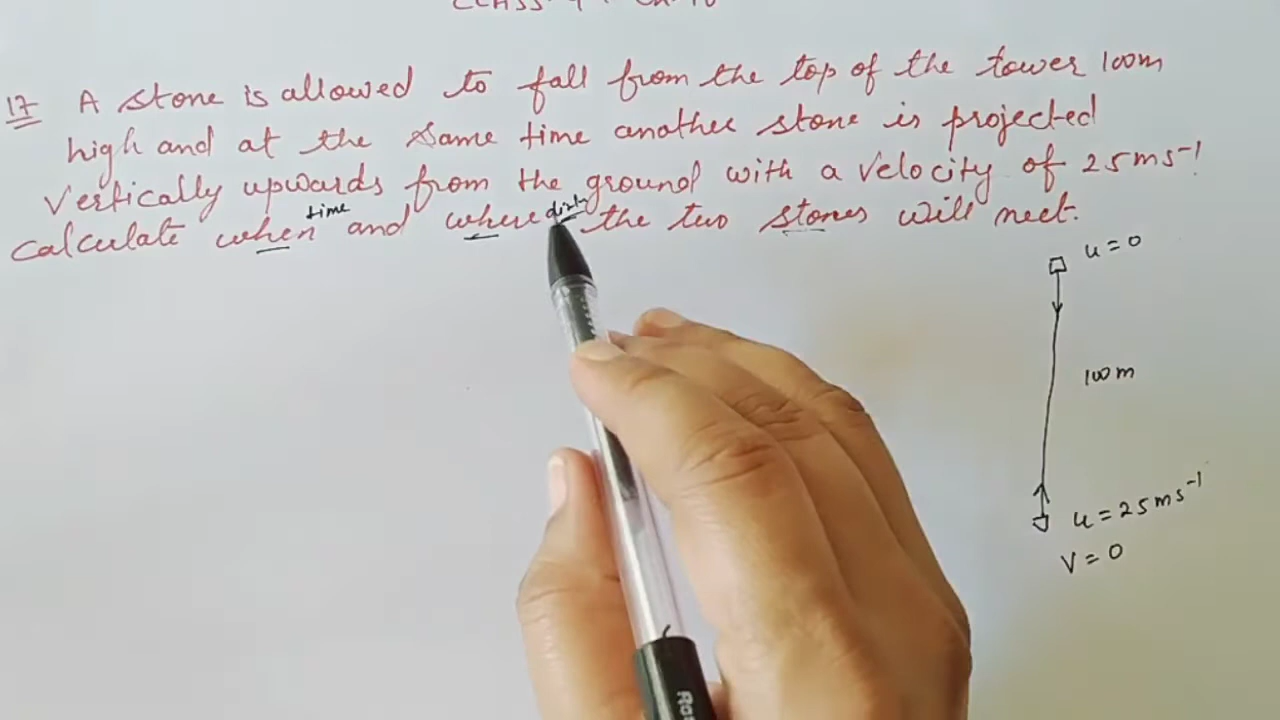 17 A stone is allowed to fall from the top of the tower 100m
high and at the same time another stone is projected
vertically upwards from the ground with a velocity of 25ms⁻¹
time
Calculate when and where the two stones will meet.
u = 0
100 m
u = 25 ms⁻¹
V = 0